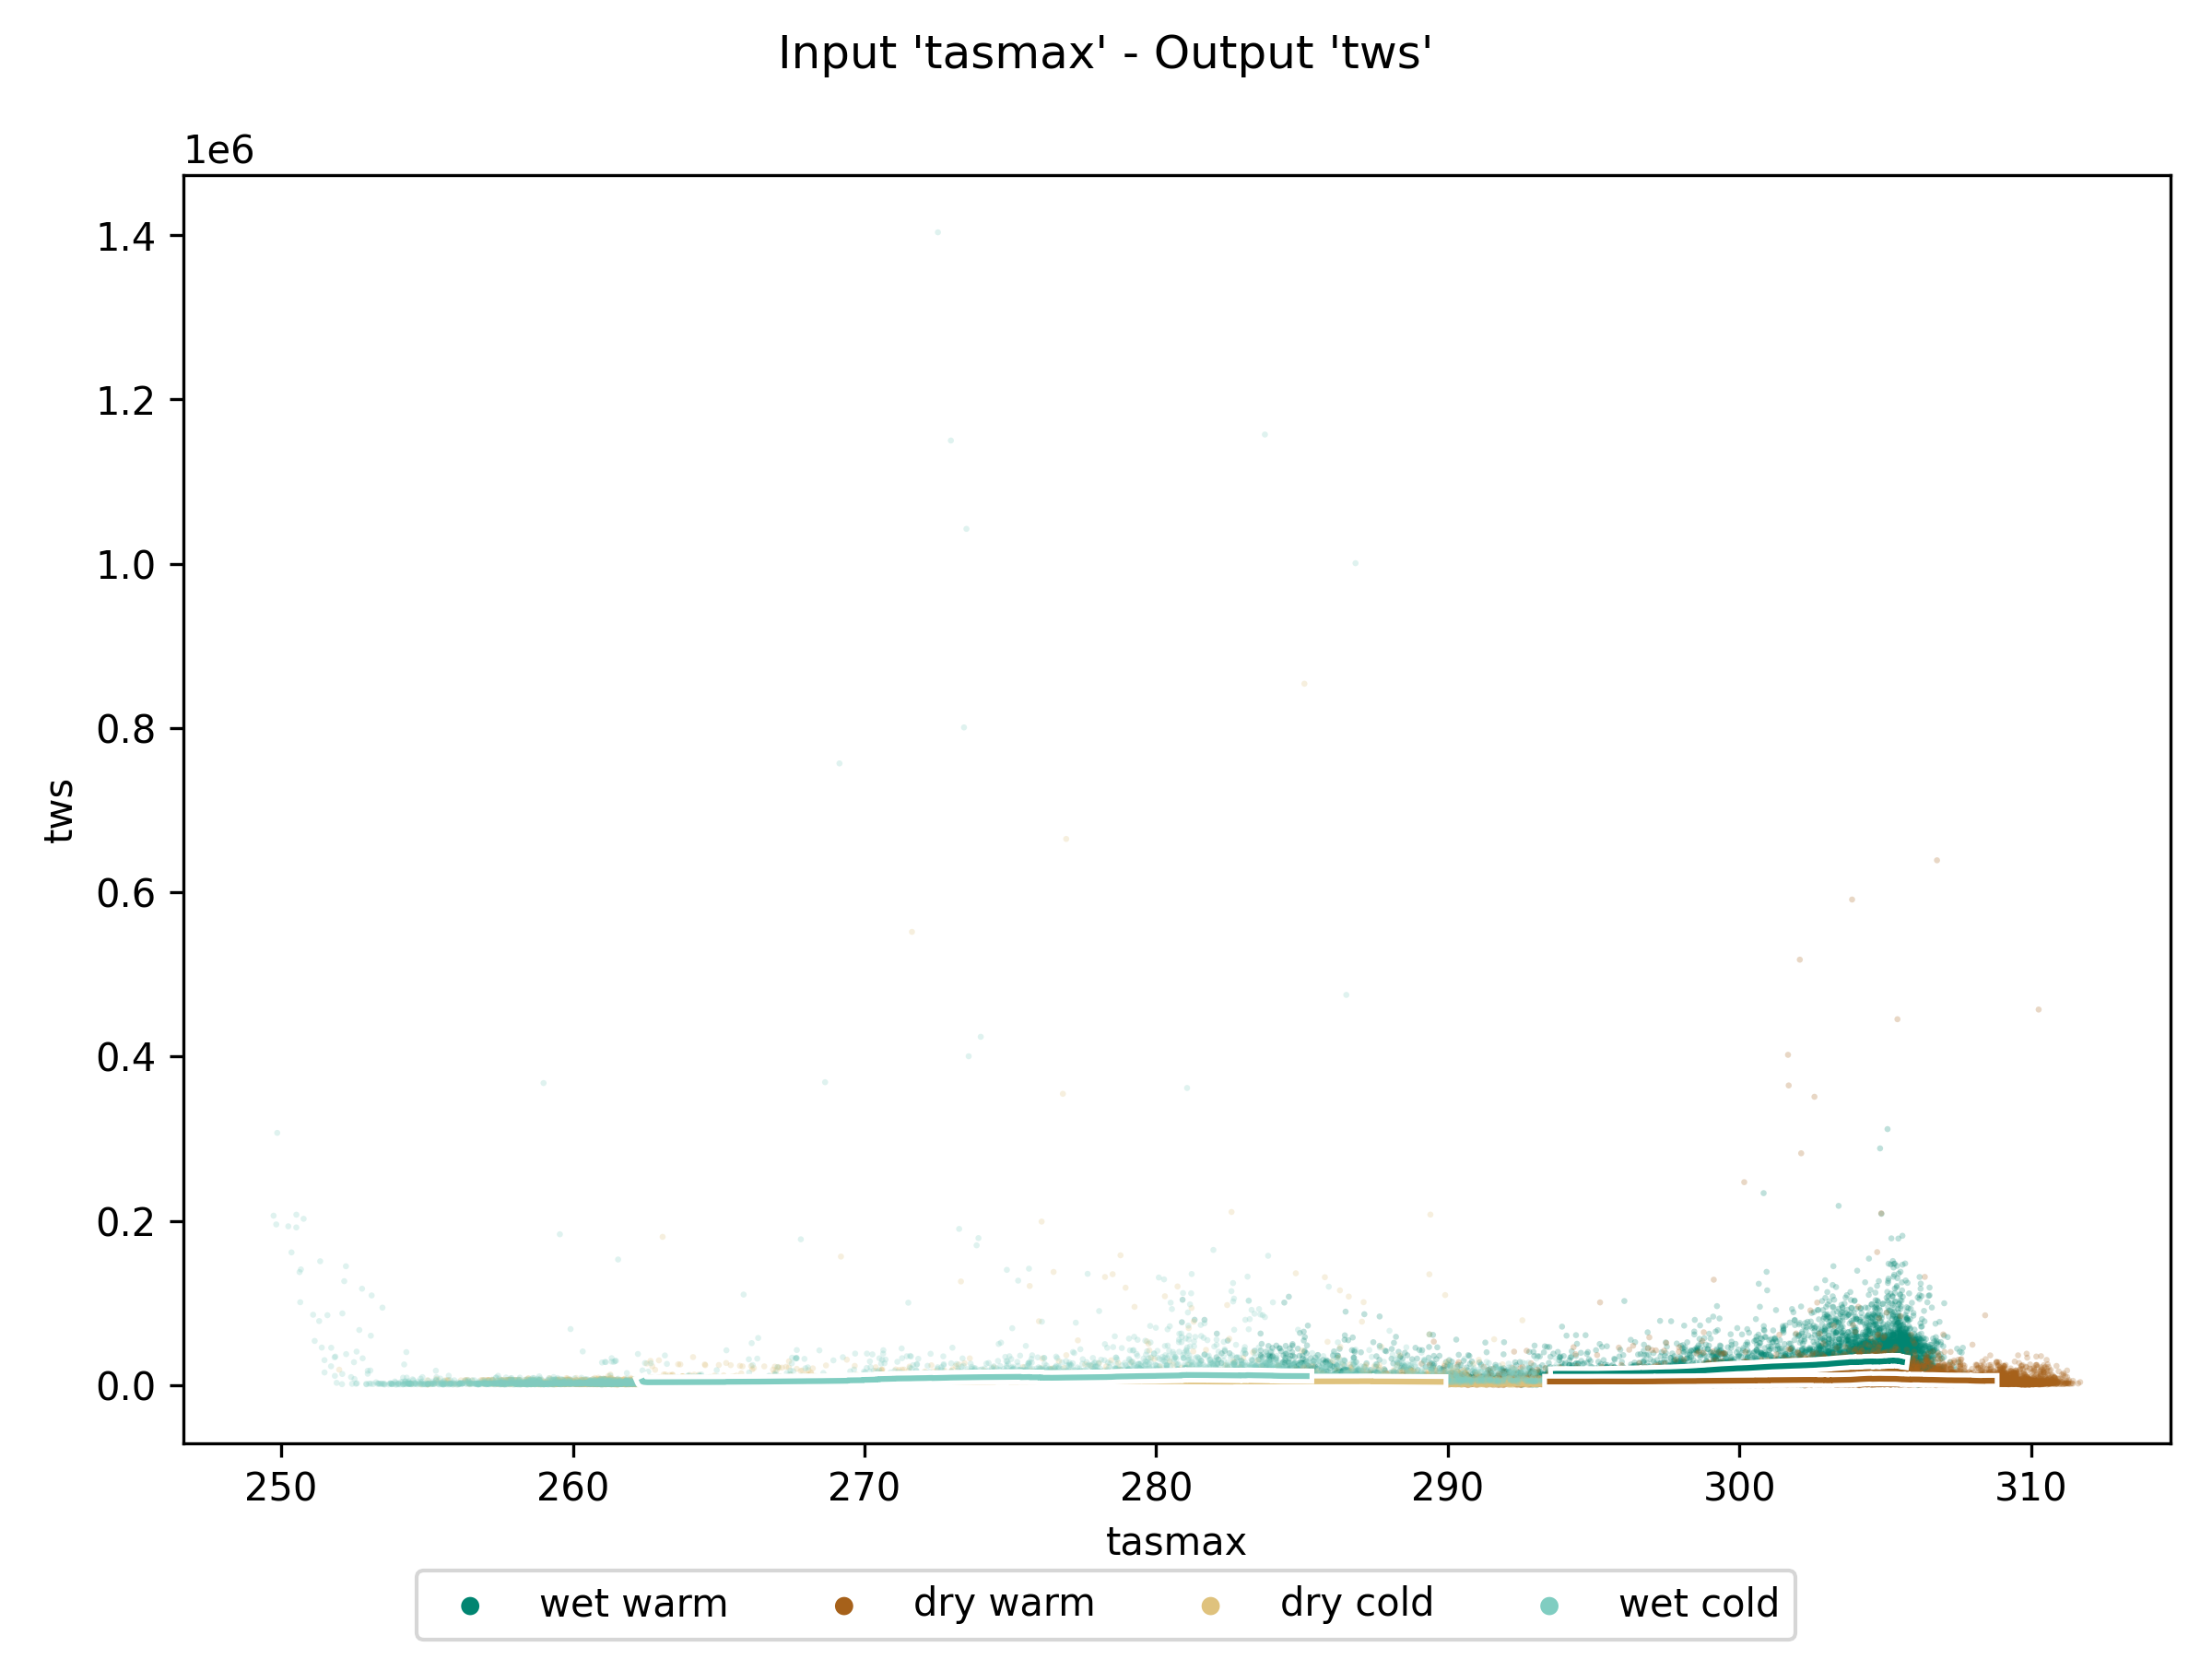 Input 'tasmax' - Output 'tws'
1e6
1.4
1.2
1.0
0.8
0.6
0.4
0.2
0.0
tws
250 260 270 280 290 300 310
tasmax
wet warm dry warm dry cold wet cold